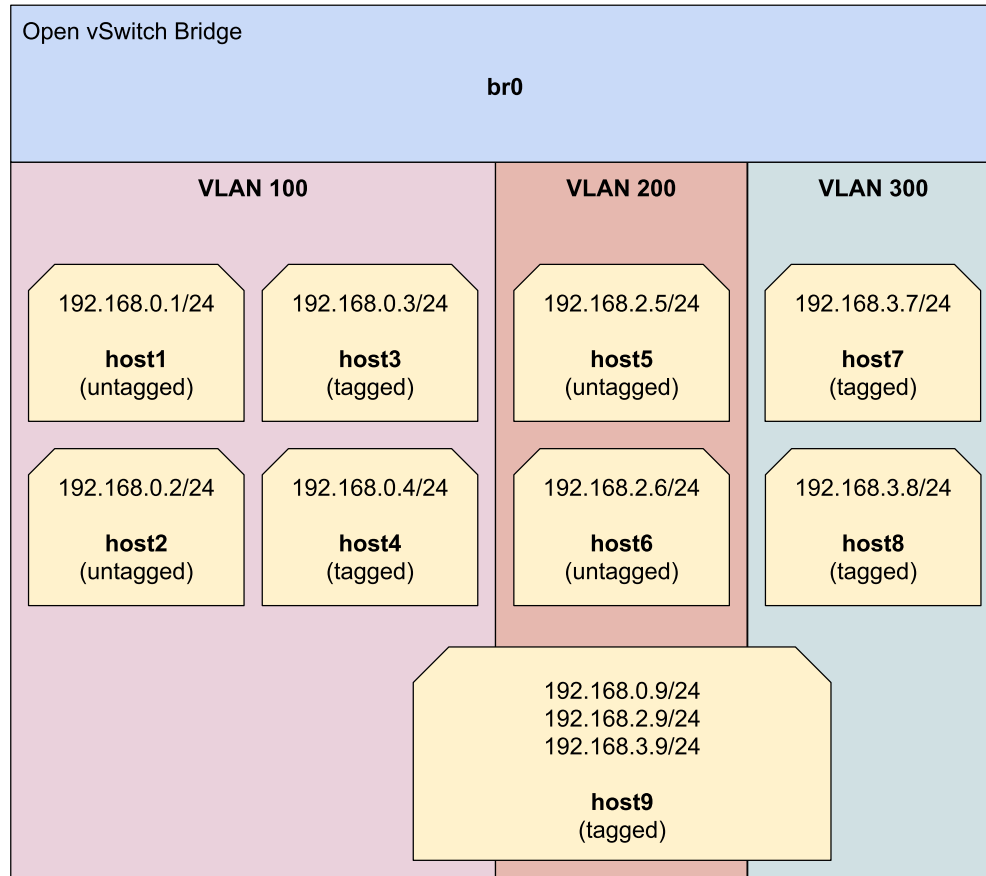 Open vSwitch Bridge
br0
VLAN 100
VLAN 200
VLAN 300
192.168.0.1/24
host1
(untagged)
192.168.0.3/24
host3
(tagged)
192.168.2.5/24
host5
(untagged)
192.168.3.7/24
host7
(tagged)
192.168.0.2/24
host2
(untagged)
192.168.0.4/24
host4
(tagged)
192.168.2.6/24
host6
(untagged)
192.168.3.8/24
host8
(tagged)
192.168.0.9/24
192.168.2.9/24
192.168.3.9/24
host9
(tagged)